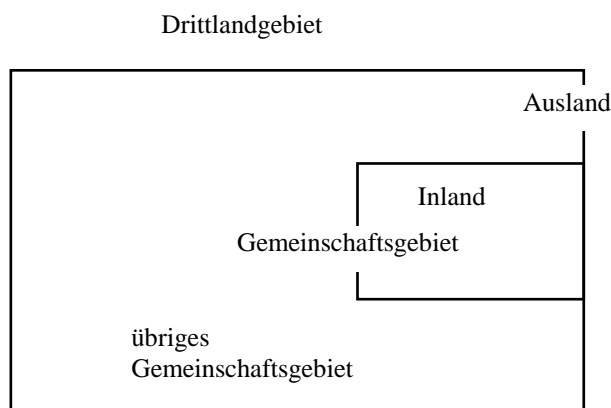 Drittlandgebiet
Ausland
Inland
Gemeinschaftsgebiet
übriges
Gemeinschaftsgebiet